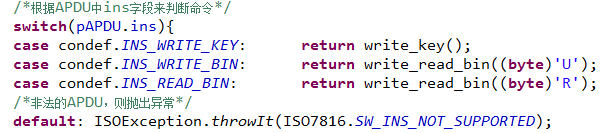 /*根据APDU中ins字段来判断命令*/
switch(pAPDU.ins){
case condef.INS_WRITE_KEY: return write_key();
case condef.INS_WRITE_BIN: return write_read_bin((byte)'U');
case condef.INS_READ_BIN: return write_read_bin((byte)'R');
/*非法的APDU，则抛出异常*/
default: ISOException.throwIt(ISO7816.SW_INS_NOT_SUPPORTED);